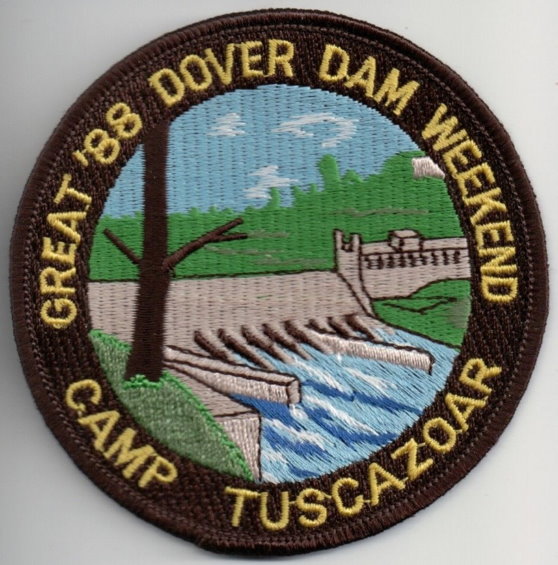 GREAT '88 DOVER DAM WEEKEND
CAMP TUSCAZOAR